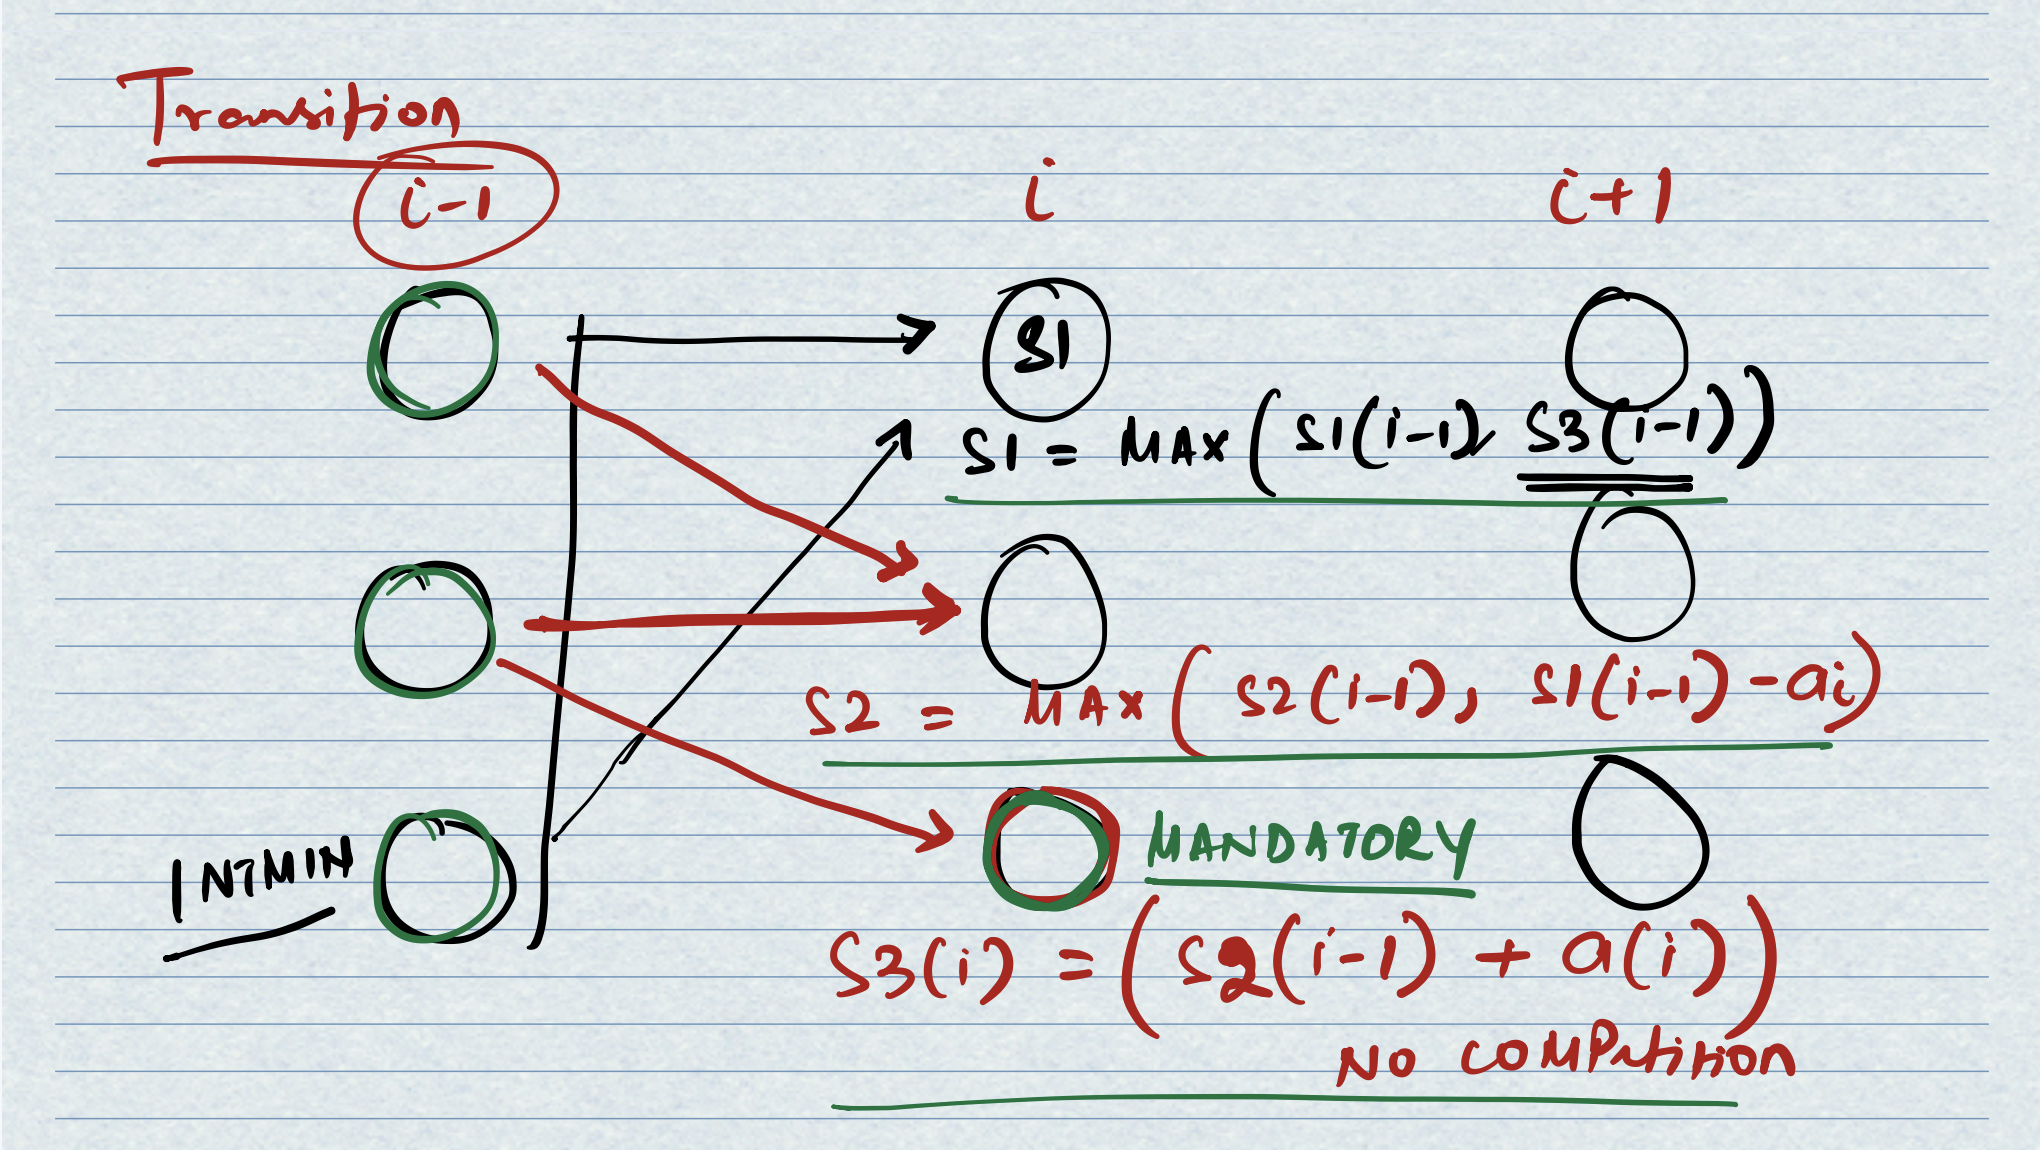 Transition
i-1 i i+1
S1
S1 = MAX (S1(i-1), S3(i-1))
S2 = MAX (S2(i-1), S1(i-1) - ai)
MANDATORY
INTMIN
S3(i) = (S2(i-1) + a(i))
NO COMPetition